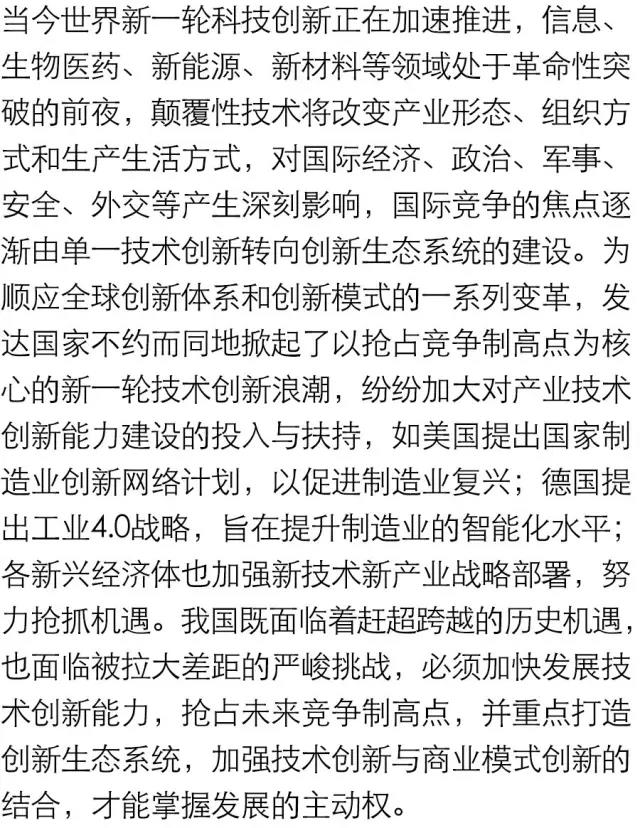 当今世界新一轮科技创新正在加速推进，信息、
生物医药、新能源、新材料等领域处于革命性突
破的前夜，颠覆性技术将改变产业形态、组织方
式和生产生活方式，对国际经济、政治、军事、
安全、外交等产生深刻影响，国际竞争的焦点逐
渐由单一技术创新转向创新生态系统的建设。为
顺应全球创新体系和创新模式的一系列变革，发
达国家不约而同地掀起了以抢占竞争制高点为核
心的新一轮技术创新浪潮，纷纷加大对产业技术
创新能力建设的投入与扶持，如美国提出国家制
造业创新网络计划，以促进制造业复兴；德国提
出工业4.0战略，旨在提升制造业的智能化水平；
各新兴经济体也加强新技术新产业战略部署，努
力抢抓机遇。我国既面临着赶超跨越的历史机遇，
也面临被拉大差距的严峻挑战，必须加快发展技
术创新能力，抢占未来竞争制高点，并重点打造
创新生态系统，加强技术创新与商业模式创新的
结合，才能掌握发展的主动权。